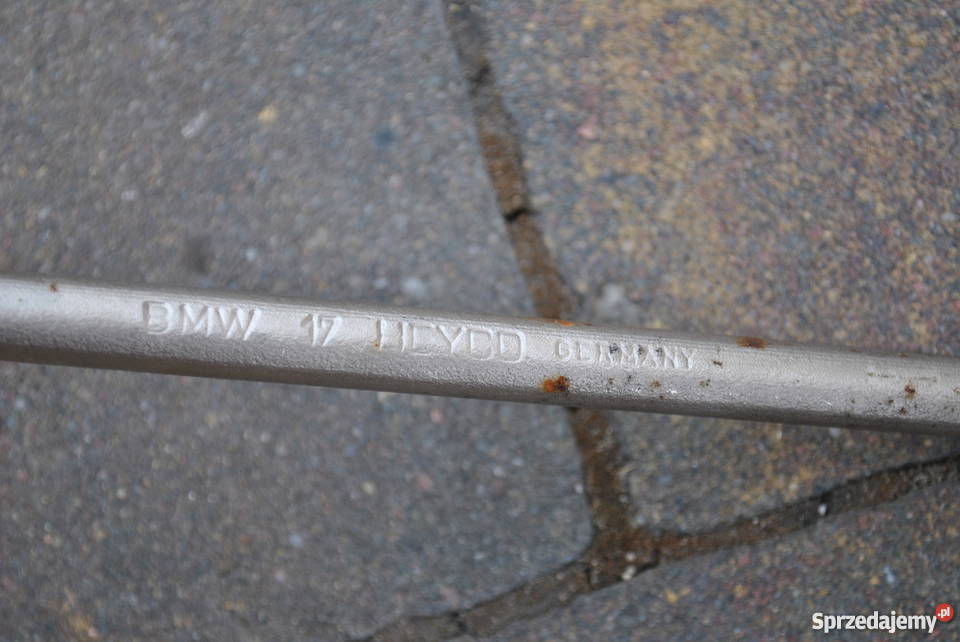 BMW 17 HEYCO GERMANY
Sprzedajemy.pl